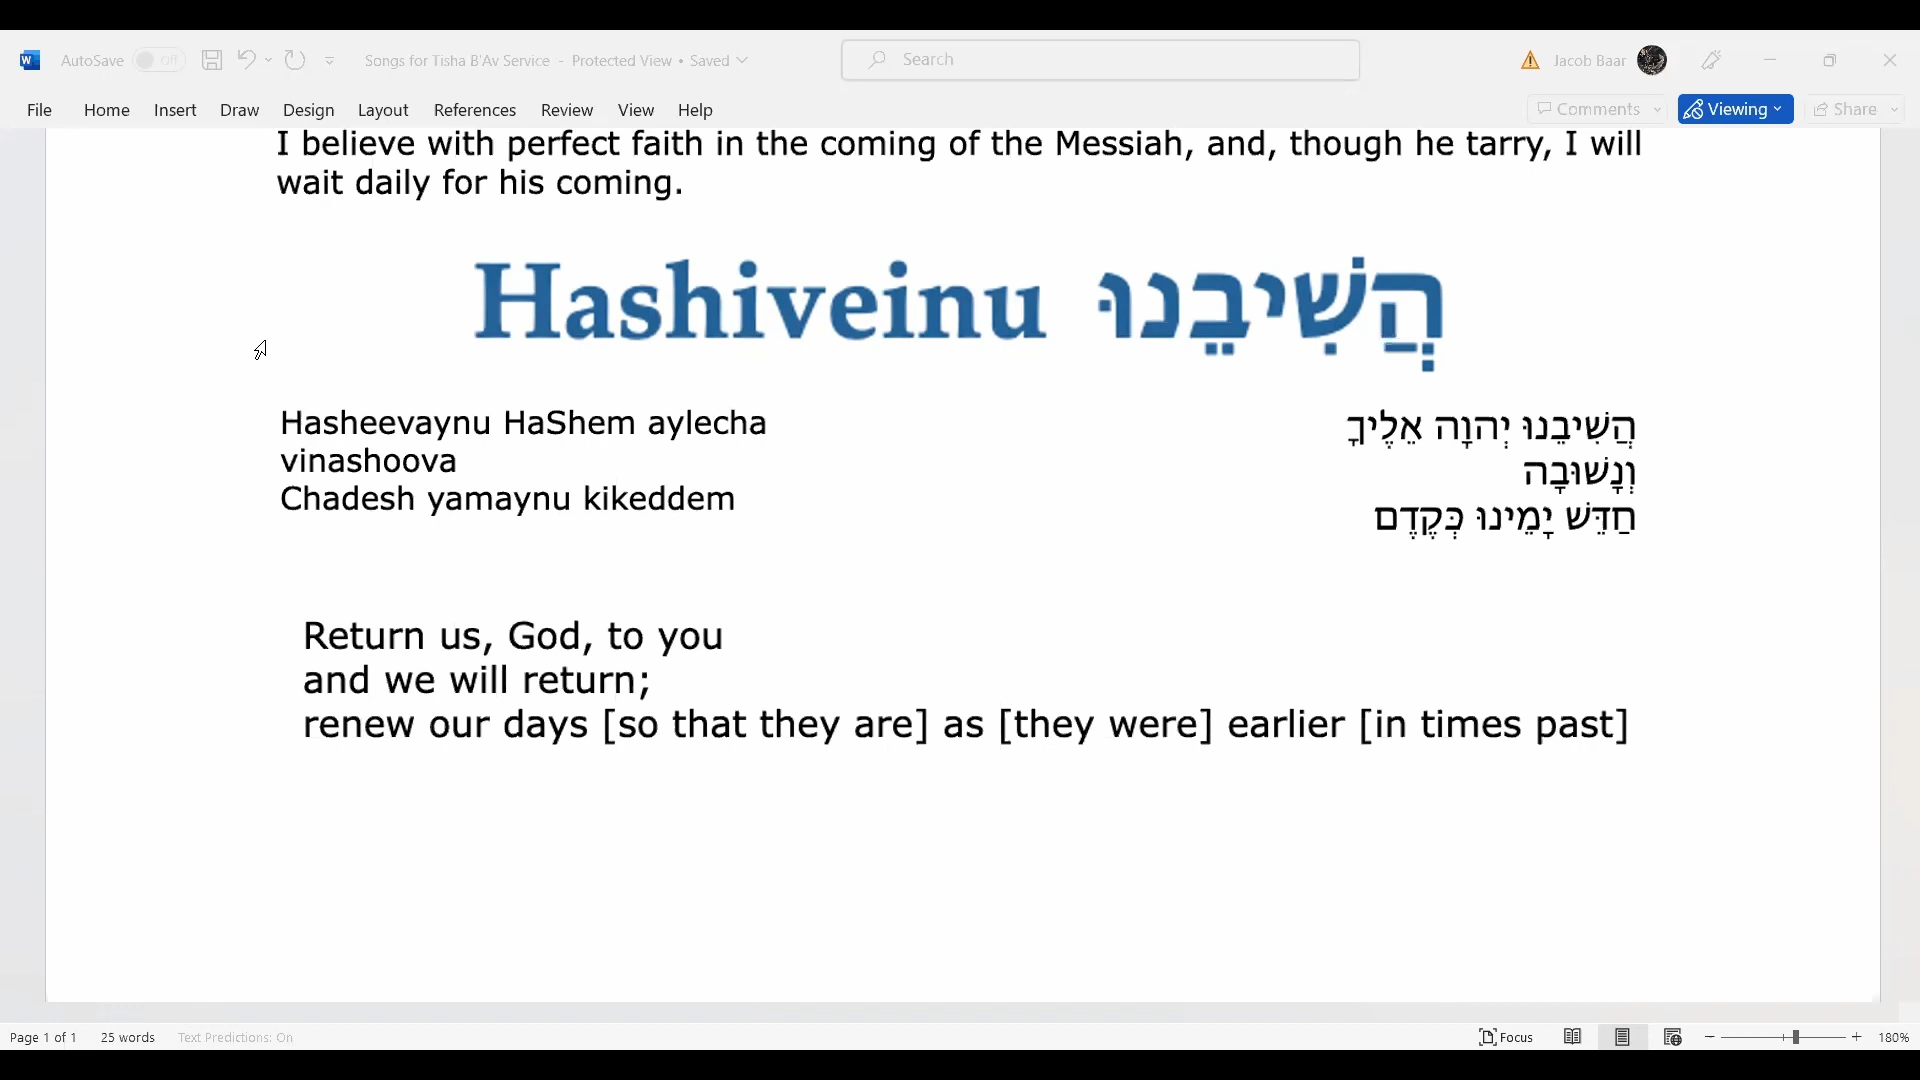 AutoSave Off Songs for Tisha B'Av Service - Protected View • Saved Search Jacob Baar
File Home Insert Draw Design Layout References Review View Help Comments Viewing Share
I believe with perfect faith in the coming of the Messiah, and, though he tarry, I will
wait daily for his coming.
Hashiveinu הֲשִׁיבֵנוּ
Hasheevaynu HaShem aylecha
vinashoova
Chadesh yamaynu kikeddem
הֲשִׁיבֵנוּ יְהוָה אֵלֶיךָ
וְנָשׁוּבָה
חַדֵּשׁ יָמֵינוּ כְּקֶדֶם
Return us, God, to you
and we will return;
renew our days [so that they are] as [they were] earlier [in times past]
Page 1 of 1 25 words Text Predictions: On Focus 180%